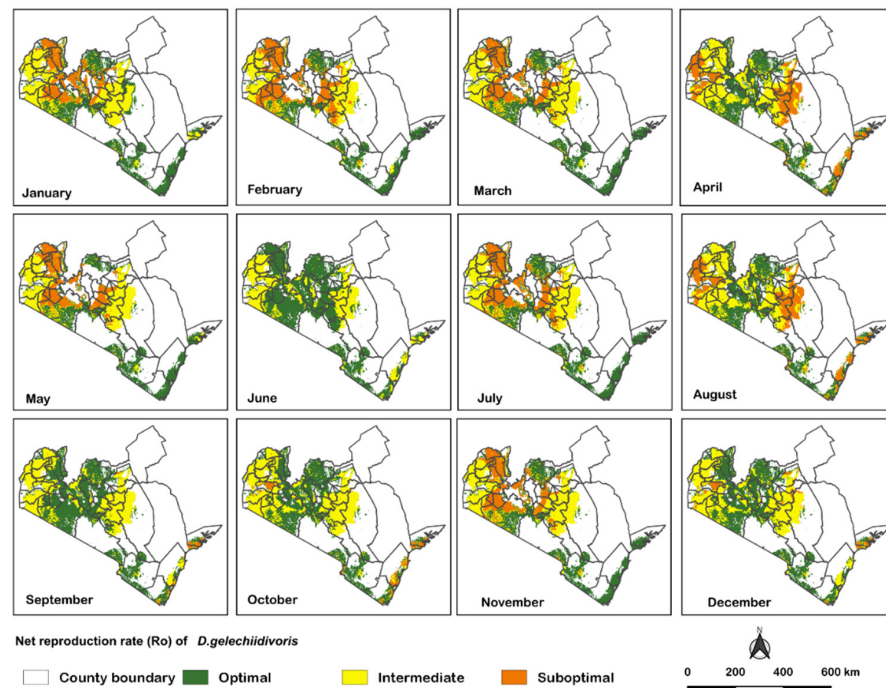 January
February
March
April
May
June
July
August
September
October
November
December
Net reproduction rate (Ro) of D.gelechiidivoris
County boundary Optimal Intermediate Suboptimal
N
0 200 400 600 km